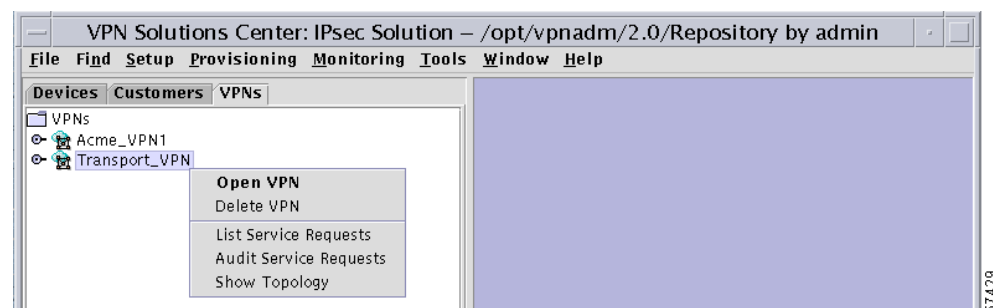 VPN Solutions Center: IPsec Solution – /opt/vpnadm/2.0/Repository by admin
File Find Setup Provisioning Monitoring Tools Window Help
Devices Customers VPNs
VPNs
Acme_VPN1
Transport_VPN
Open VPN
Delete VPN
List Service Requests
Audit Service Requests
Show Topology